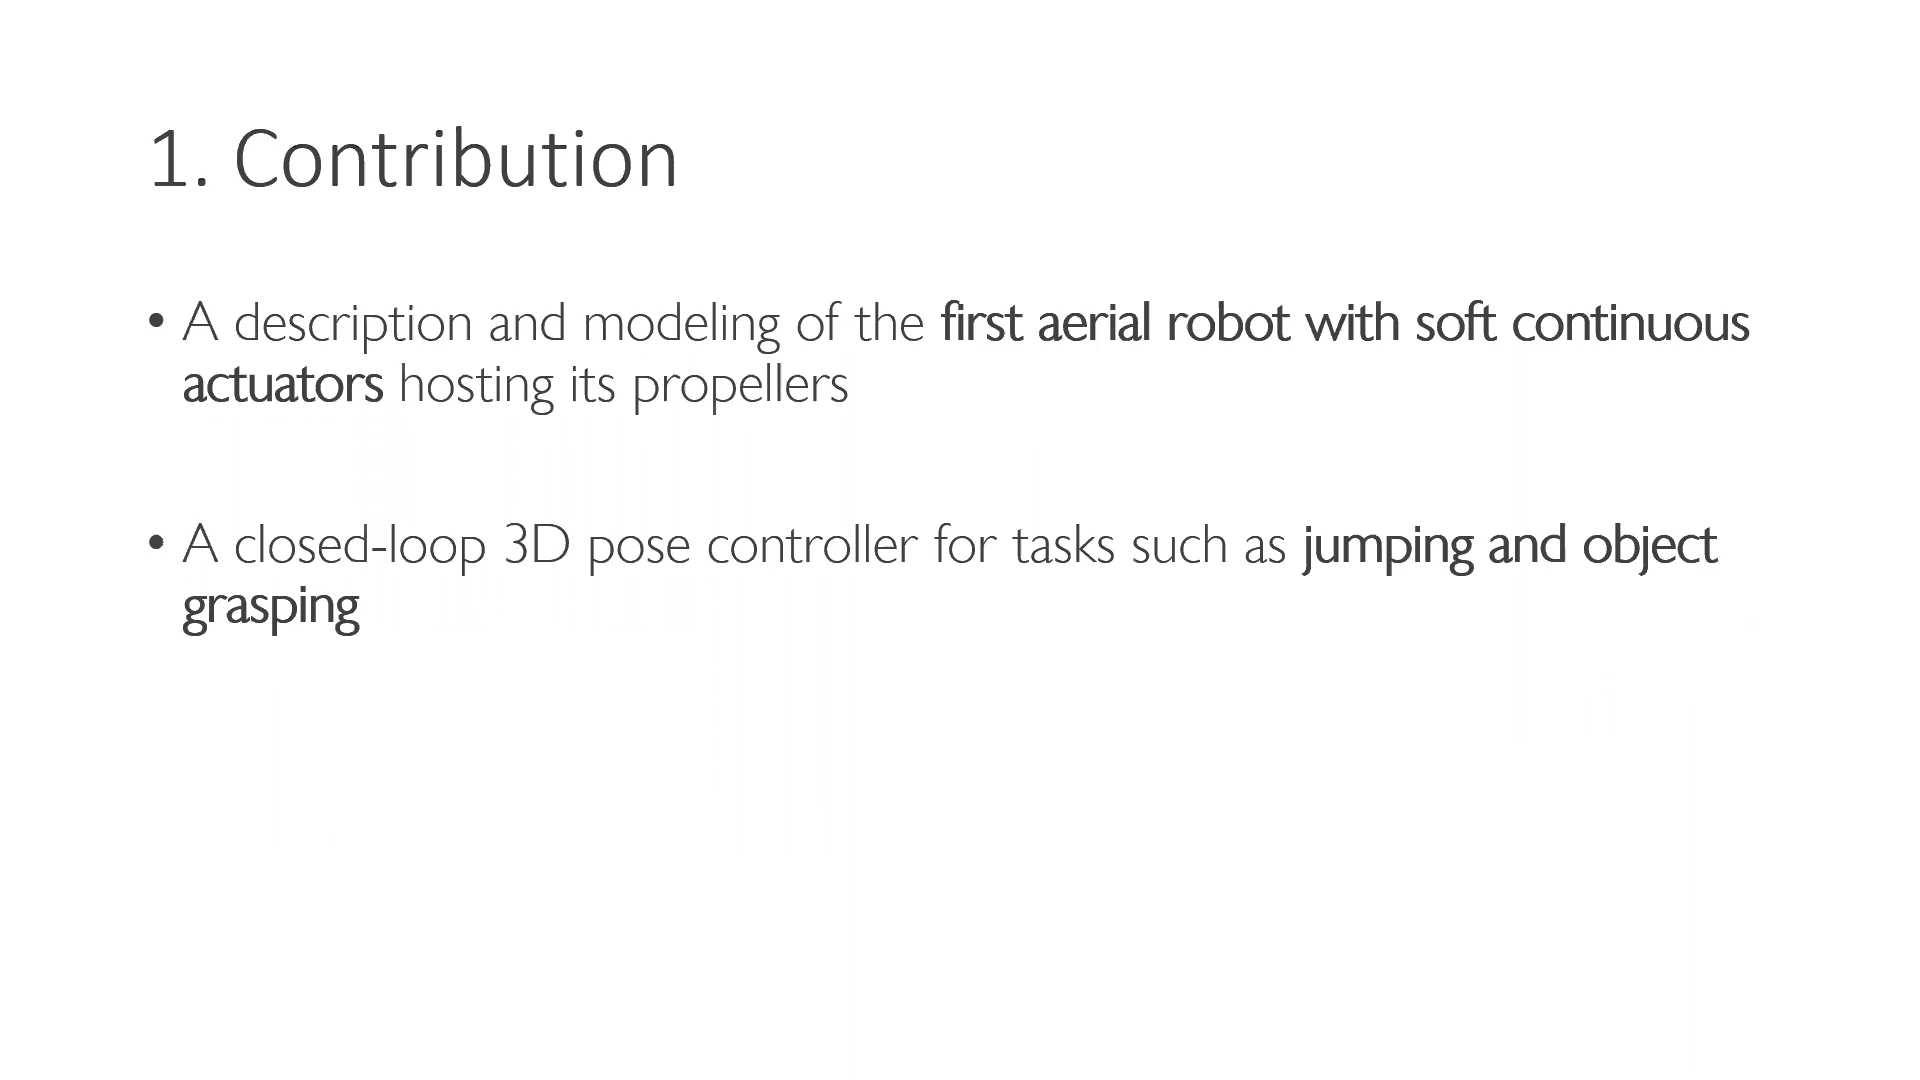 1. Contribution
• A description and modeling of the first aerial robot with soft continuous
actuators hosting its propellers
• A closed-loop 3D pose controller for tasks such as jumping and object
grasping